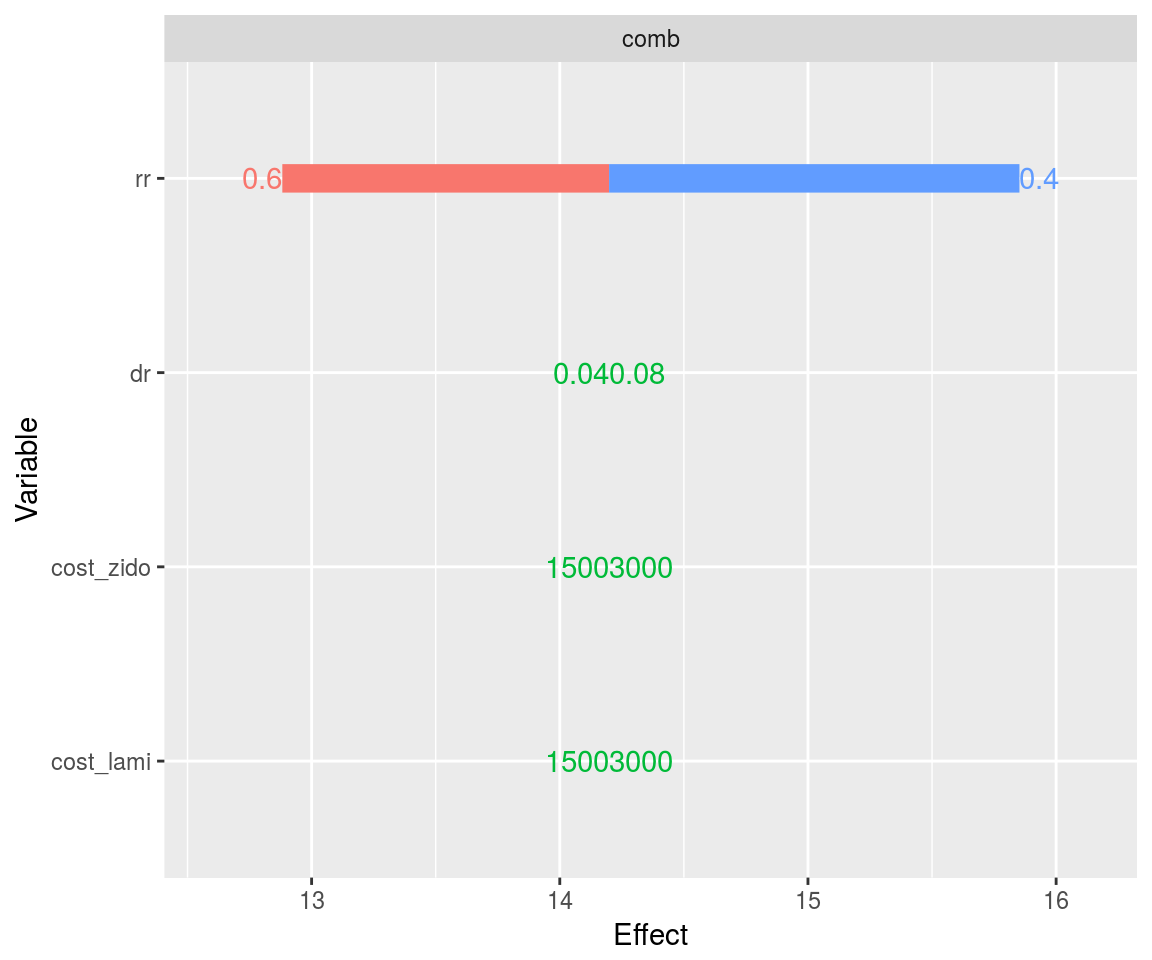 comb
rr
0.6
0.4
dr
0.040.08
Variable
cost_zido
15003000
cost_lami
15003000
13
14
15
16
Effect